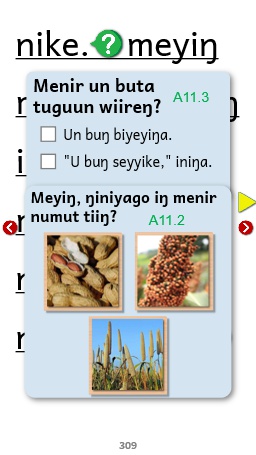 nike. ? meyiŋ
Menir un buta
tuguun wiireŋ? A11.3
Un buŋ biyeyiŋa.
"U buŋ seyyike," iniŋa.
Meyiŋ, ŋiniyago iŋ menir
numut tiiŋ? A11.2
309